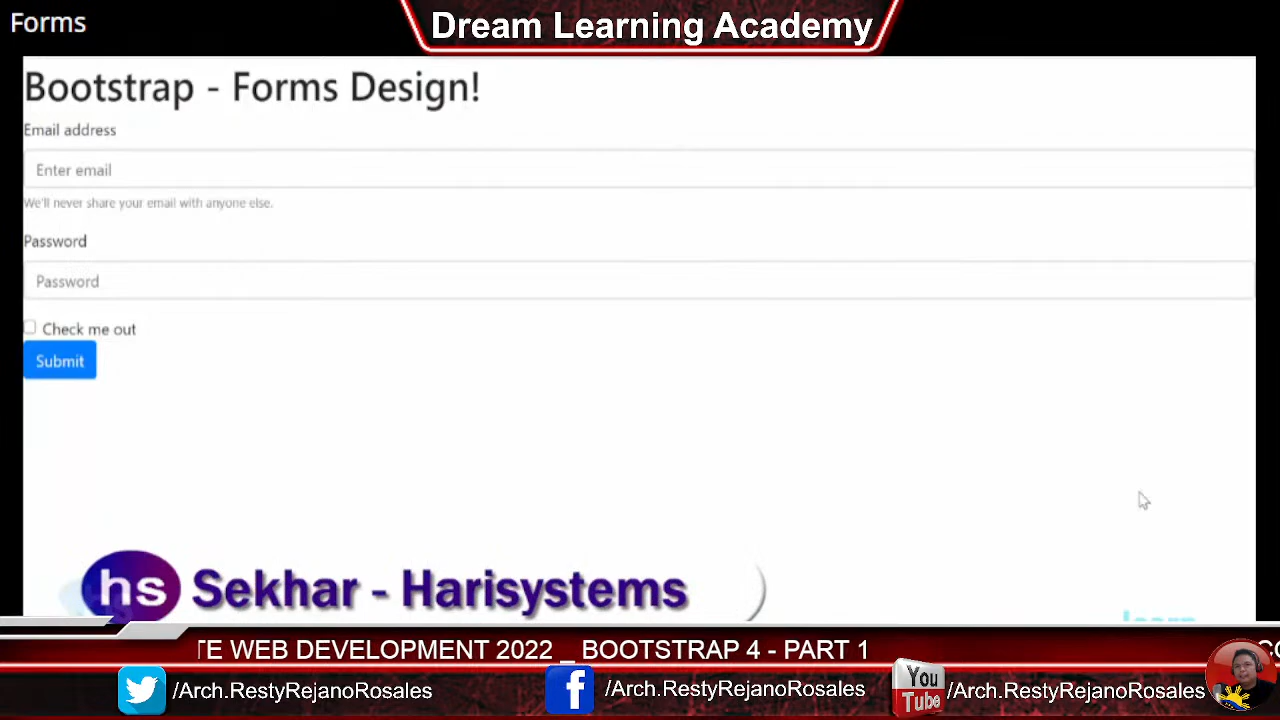 Forms
Dream Learning Academy
Bootstrap - Forms Design!
Email address
Enter email
We'll never share your email with anyone else.
Password
Password
Check me out
Submit
hs Sekhar - Harisystems
learn
TE WEB DEVELOPMENT 2022 _ BOOTSTRAP 4 - PART 1
CO
/Arch.RestyRejanoRosales
f /Arch.RestyRejanoRosales
You Tube /Arch.RestyRejanoRosales